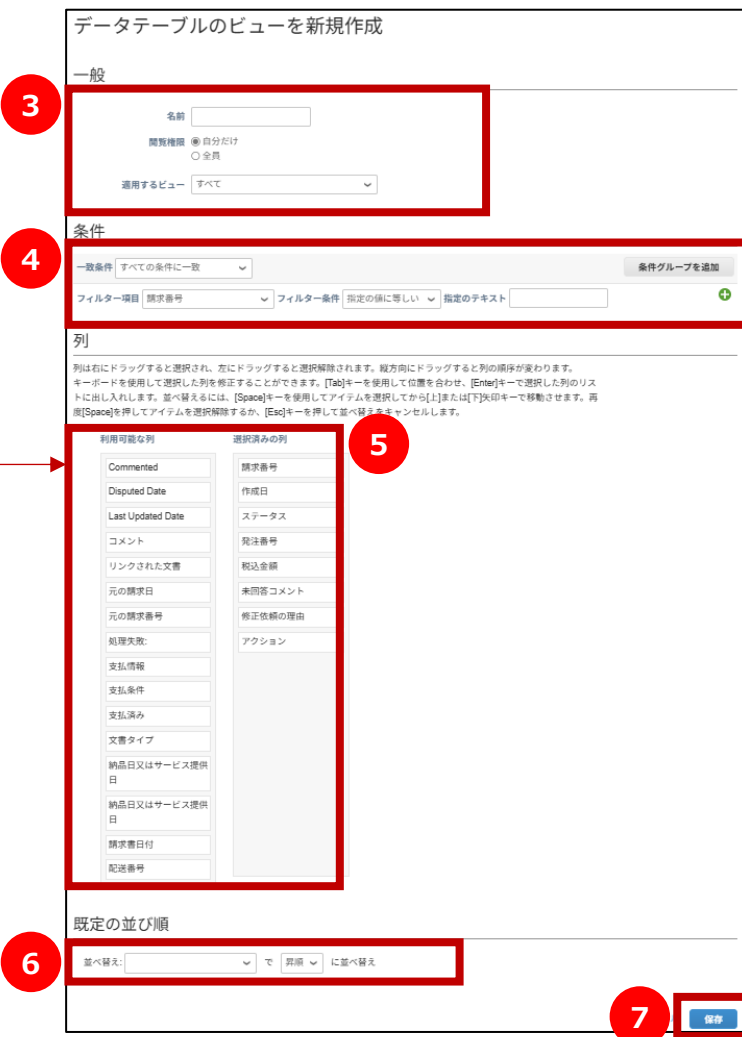 データテーブルのビューを新規作成
一般
3
名前
閲覧権限 自分だけ
全員
適用するビュー すべて
条件
4
一致条件 すべての条件に一致 条件グループを追加
フィルター項目 請求番号 フィルター条件 指定の値に等しい 指定のテキスト
列
列は右にドラッグすると選択され、左にドラッグすると選択解除されます。縦方向にドラッグすると列の順序が変わります。
キーボードを使用して選択した列を修正することができます。[Tab]キーを使用して位置を合わせ、[Enter]キーで選択した列のリス
トに出し入れします。並べ替えるには、[Space]キーを使用してアイテムを選択してから[上]または[下]矢印キーで移動させます。再
度[Space]を押してアイテムを選択解除するか、[Esc]キーを押して並べ替えをキャンセルします。
5
利用可能な列 選択済みの列
Commented 請求番号
Disputed Date 作成日
Last Updated Date ステータス
コメント 発注番号
リンクされた文書 税込金額
元の請求日 未回答コメント
元の請求番号 修正依頼の理由
処理失敗: アクション
支払情報
支払条件
支払済み
文書タイプ
納品日又はサービス提供
日
納品日又はサービス提供
日
請求書日付
配送番号
既定の並び順
6
並べ替え: で 昇順 に並べ替え
7
保存